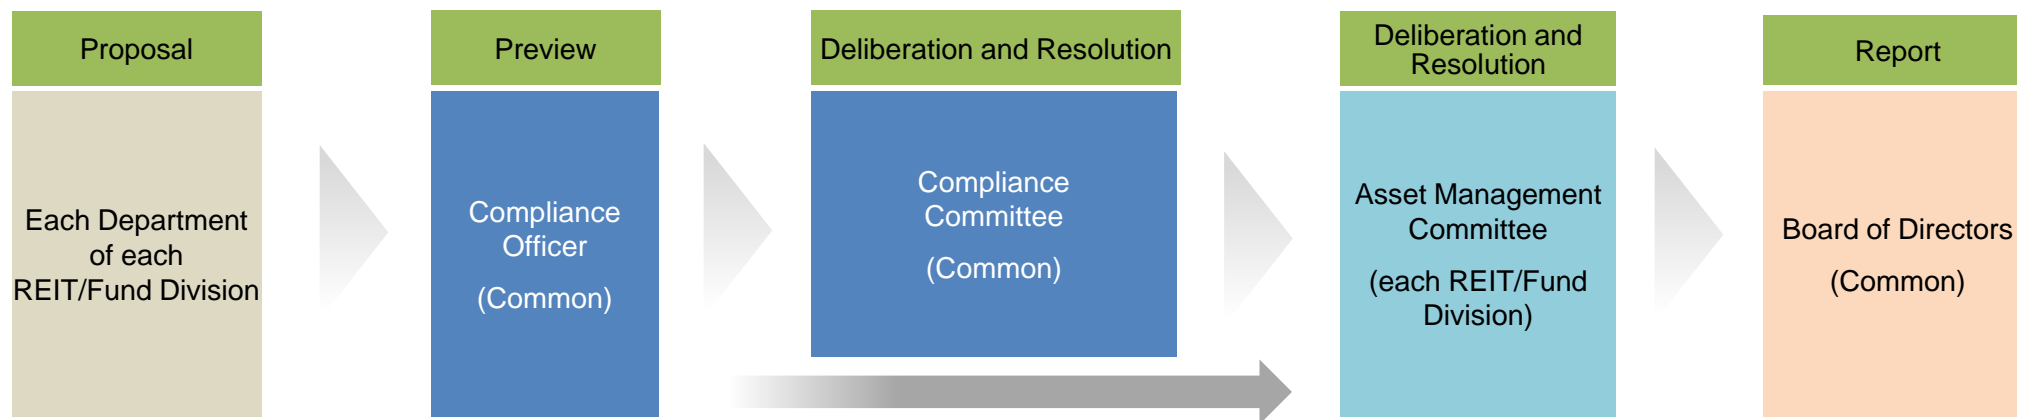 Proposal
Each Department
of each
REIT/Fund Division
Preview
Compliance
Officer
(Common)
Deliberation and Resolution
Compliance
Committee
(Common)
Deliberation and
Resolution
Asset Management
Committee
(each REIT/Fund
Division)
Report
Board of Directors
(Common)